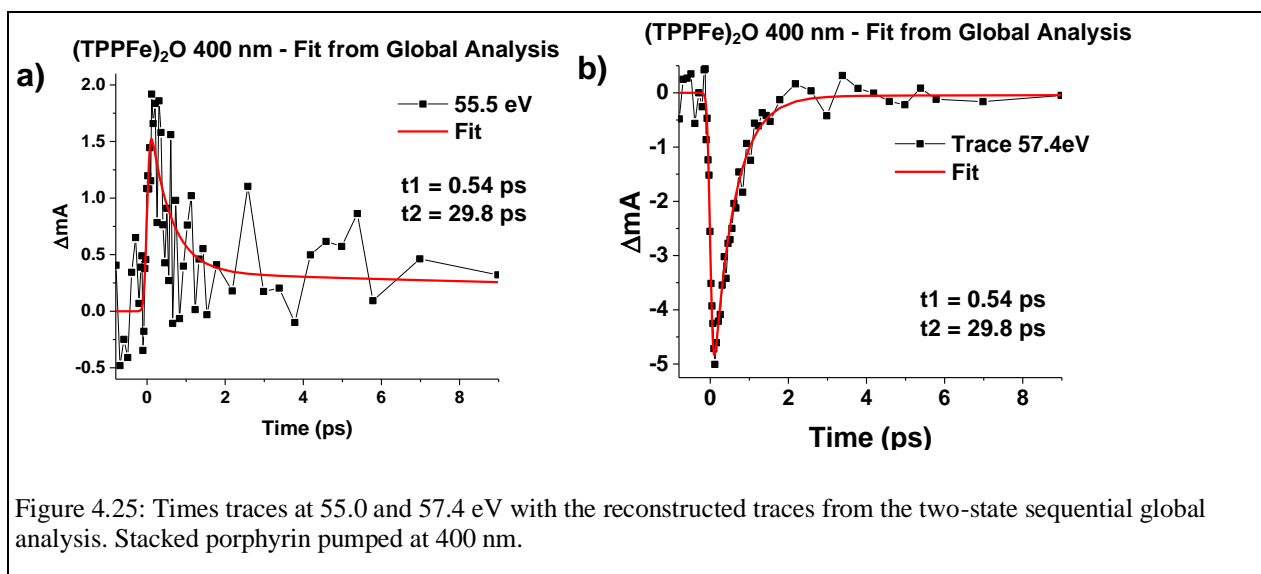 (TPPFe)₂O 400 nm - Fit from Global Analysis
a)
2.0
1.5
1.0
0.5
0.0
-0.5
ΔmA
55.5 eV
Fit
t1 = 0.54 ps
t2 = 29.8 ps
0 2 4 6 8
Time (ps)
(TPPFe)₂O 400 nm - Fit from Global Analysis
b)
0
-1
-2
-3
-4
-5
ΔmA
Trace 57.4eV
Fit
t1 = 0.54 ps
t2 = 29.8 ps
0 2 4 6 8
Time (ps)
Figure 4.25: Times traces at 55.0 and 57.4 eV with the reconstructed traces from the two-state sequential global
analysis. Stacked porphyrin pumped at 400 nm.